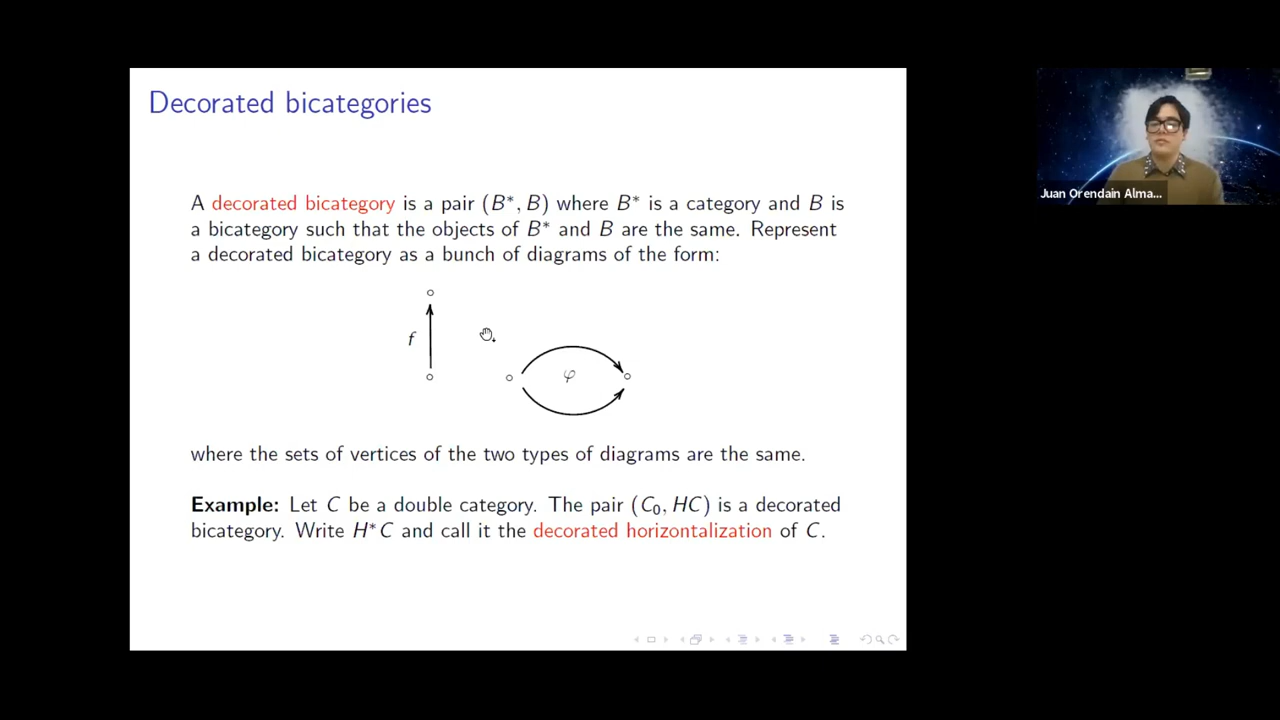 Decorated bicategories
A decorated bicategory is a pair (B*, B) where B* is a category and B is
a bicategory such that the objects of B* and B are the same. Represent
a decorated bicategory as a bunch of diagrams of the form:
f
φ
where the sets of vertices of the two types of diagrams are the same.
Example: Let C be a double category. The pair (C₀, HC) is a decorated
bicategory. Write H*C and call it the decorated horizontalization of C.
Juan Orendain Alma...